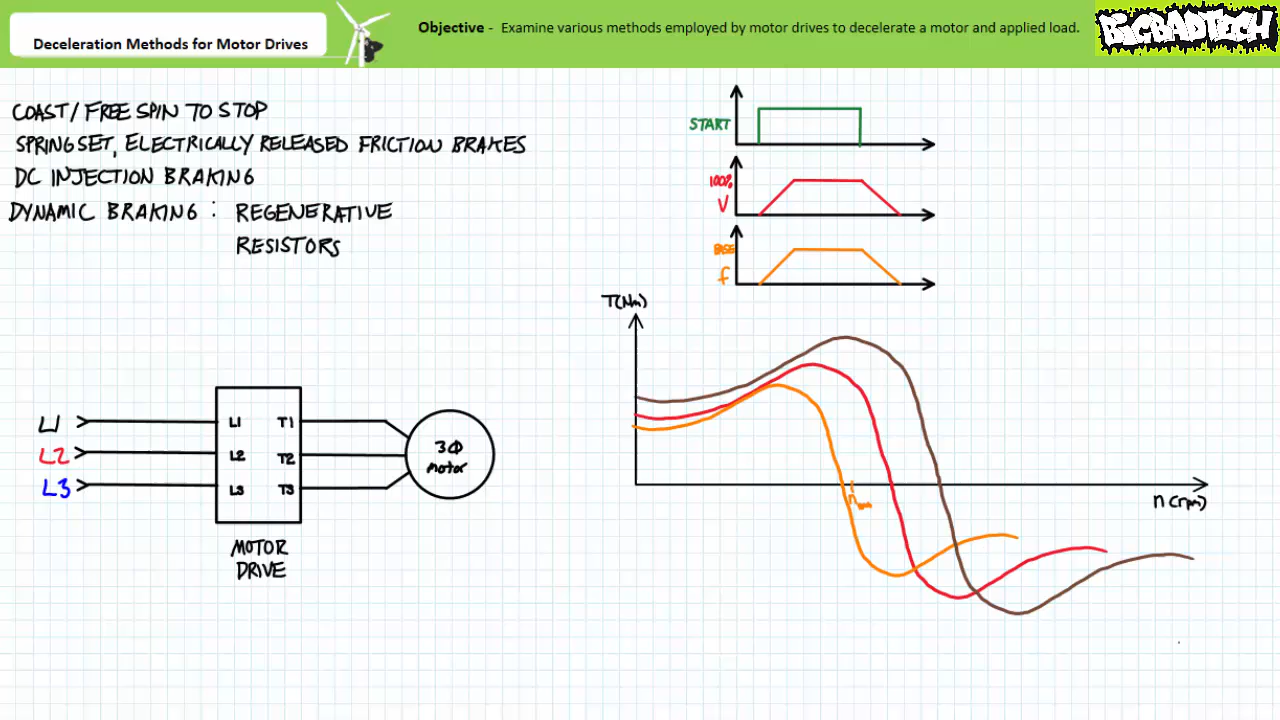 Deceleration Methods for Motor Drives
Objective - Examine various methods employed by motor drives to decelerate a motor and applied load.
BIGBADTECH
COAST/FREE SPIN TO STOP
SPRING SET, ELECTRICALLY RELEASED FRICTION BRAKES
DC INJECTION BRAKING
DYNAMIC BRAKING : REGENERATIVE
RESISTORS
START
100%
V
BASE
f
T(Nm)
n(rpm)
L1
L2
L3
L1 T1
L2 T2
L3 T3
3Φ
motor
MOTOR
DRIVE